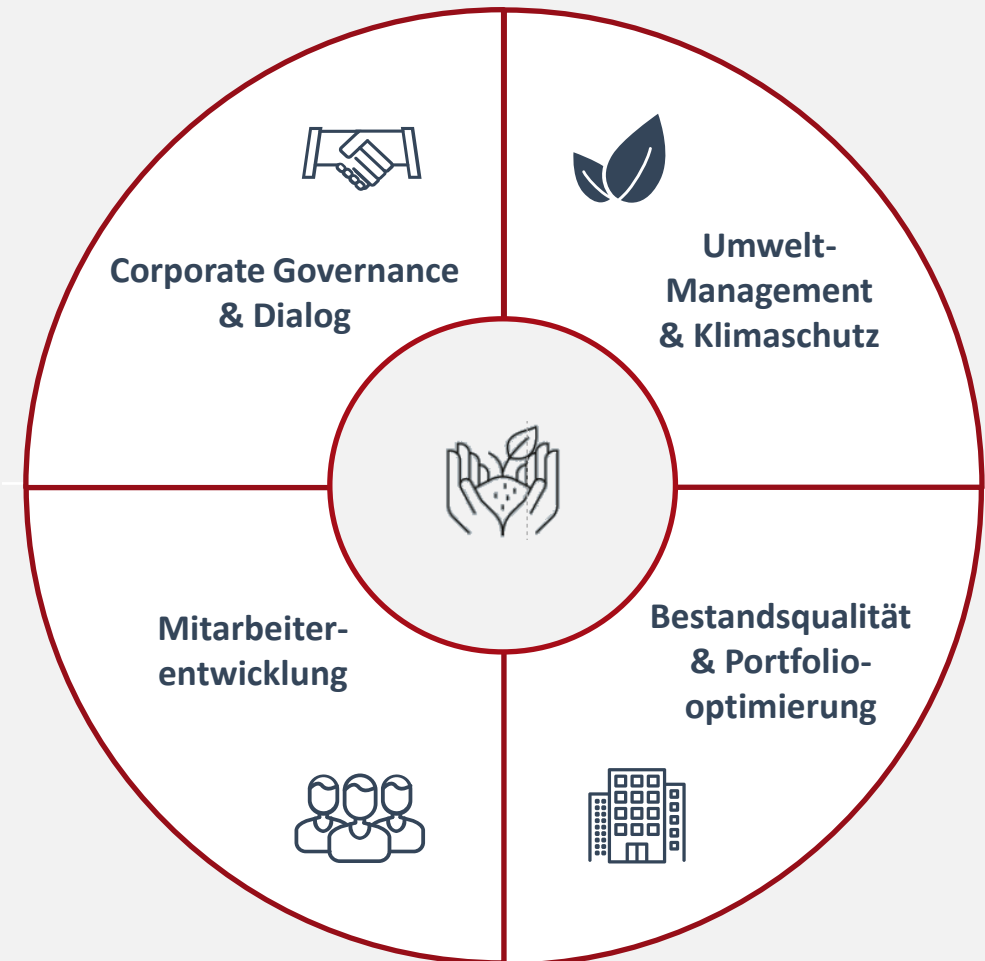 Corporate Governance
& Dialog
Umwelt-
Management
& Klimaschutz
Mitarbeiter-
entwicklung
Bestandsqualität
& Portfolio-
optimierung